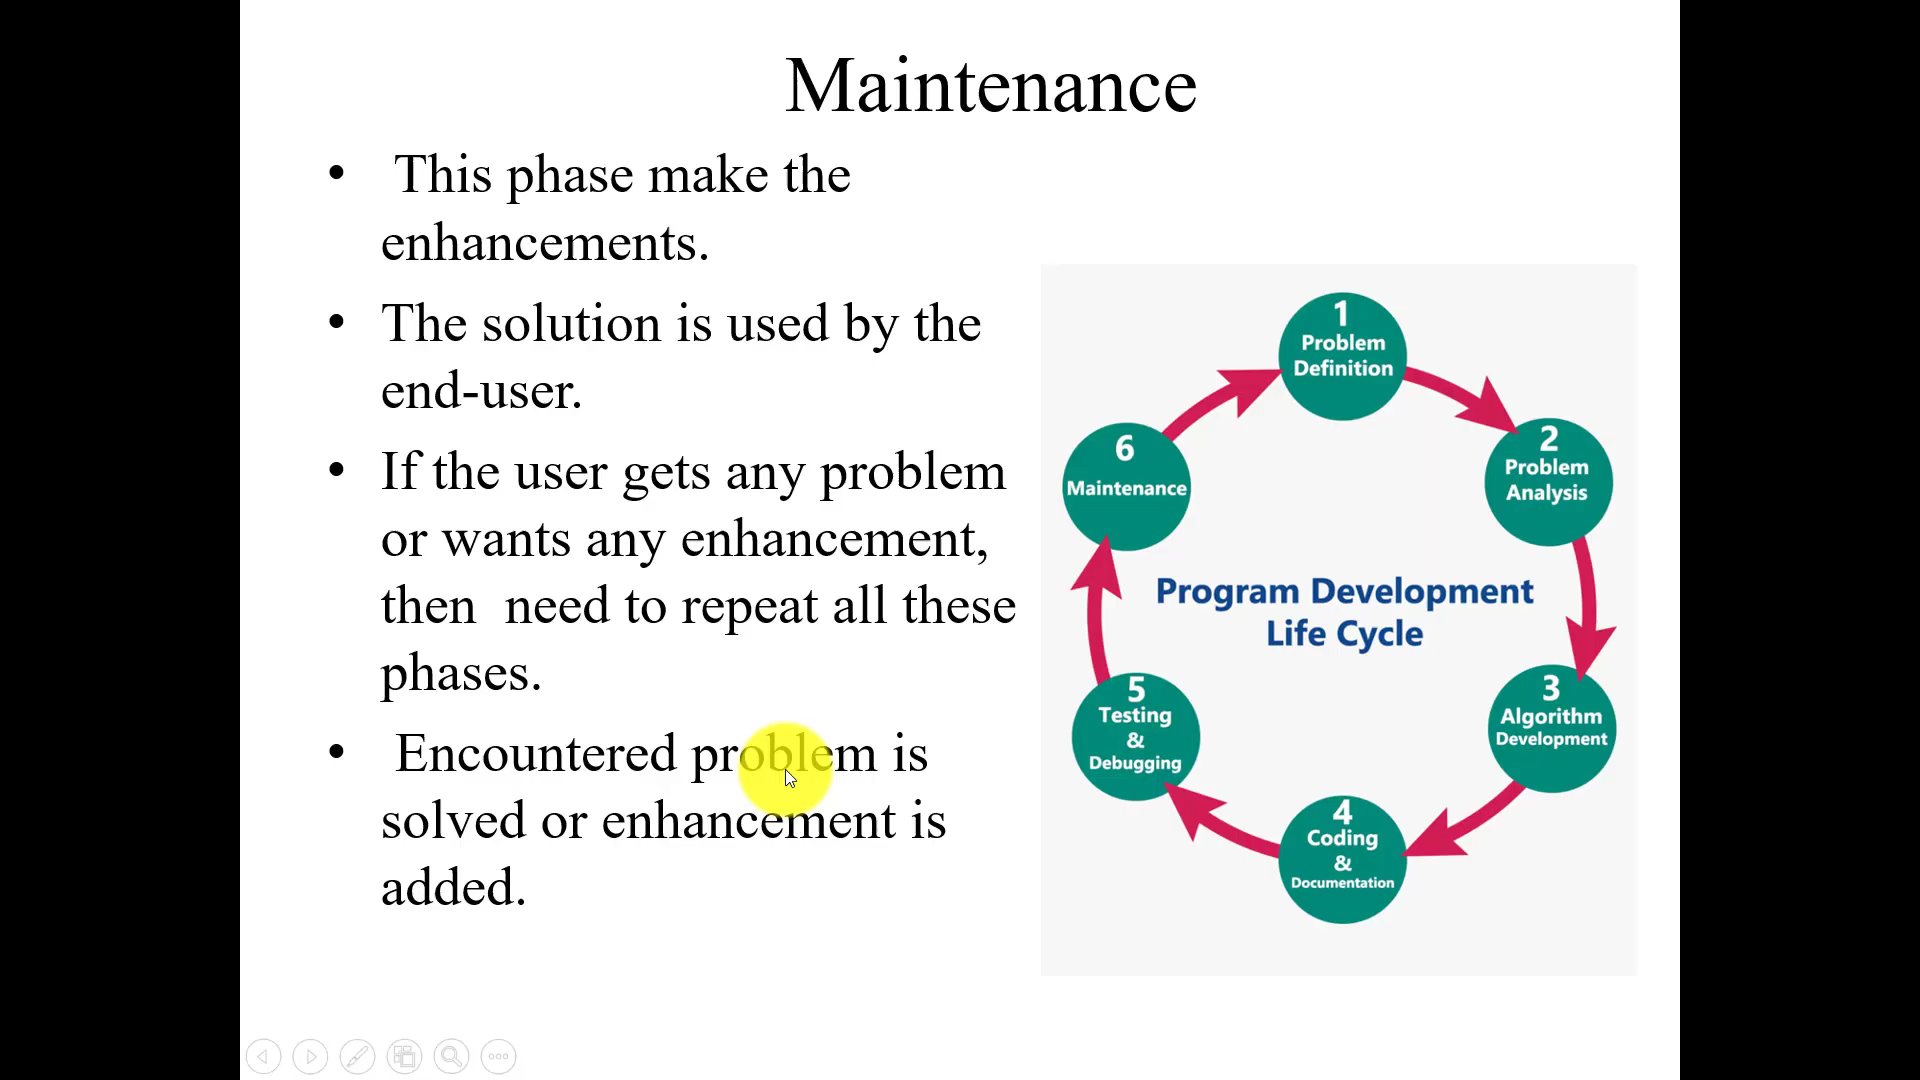 Maintenance
• This phase make the
enhancements.
• The solution is used by the
end-user.
• If the user gets any problem
or wants any enhancement,
then need to repeat all these
phases.
• Encountered problem is
solved or enhancement is
added.
1
Problem
Definition
2
Problem
Analysis
3
Algorithm
Development
4
Coding
&
Documentation
5
Testing
&
Debugging
6
Maintenance
Program Development
Life Cycle